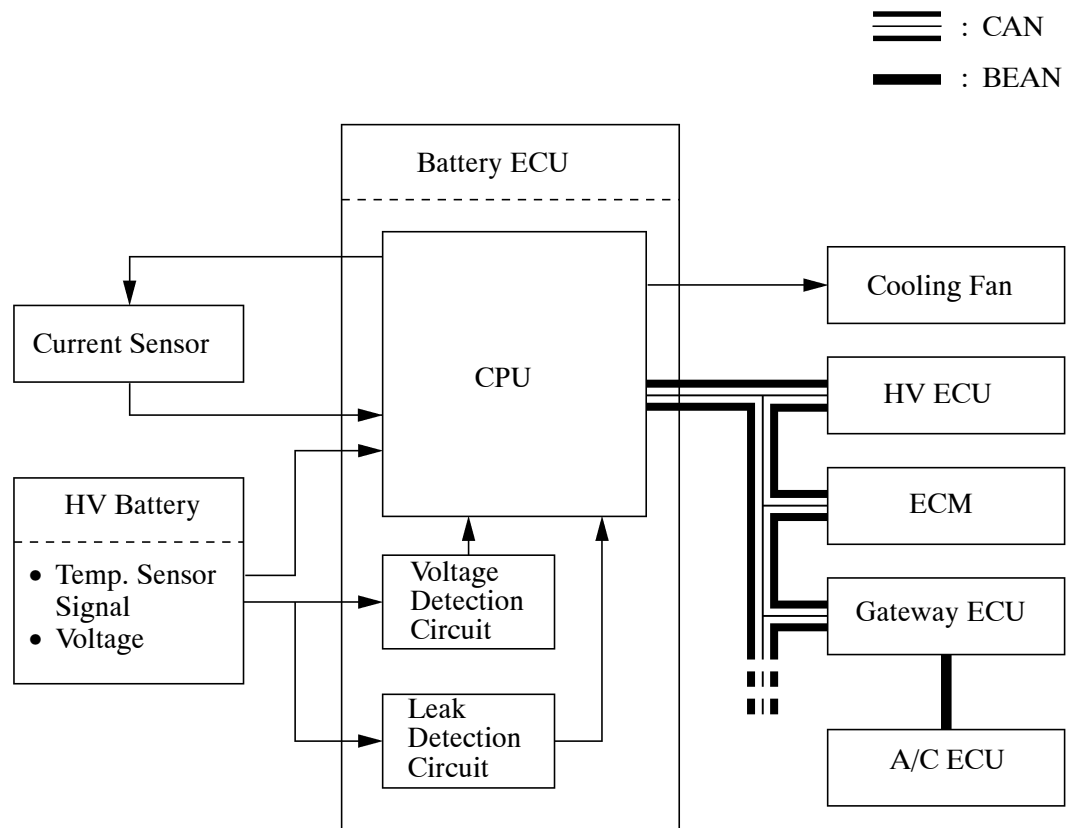 : CAN
: BEAN
Battery ECU
CPU
Current Sensor
HV Battery
• Temp. Sensor
Signal
• Voltage
Voltage
Detection
Circuit
Leak
Detection
Circuit
Cooling Fan
HV ECU
ECM
Gateway ECU
A/C ECU